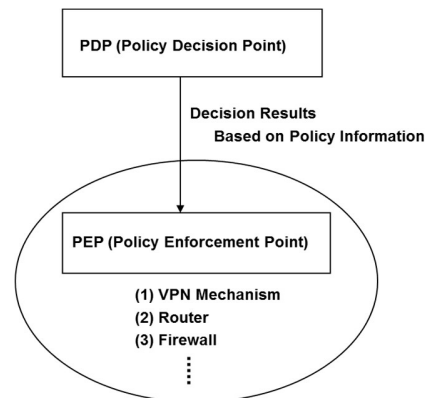 PDP (Policy Decision Point)
Decision Results
Based on Policy Information
PEP (Policy Enforcement Point)
(1) VPN Mechanism
(2) Router
(3) Firewall